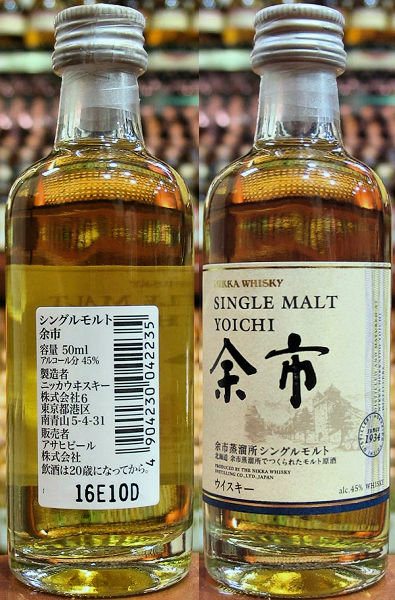 シングルモルト
余市
容量 50ml
アルコール分 45%
製造者
ニッカウヰスキー
株式会社6
東京都港区
南青山5-4-31
販売者
アサヒビール
株式会社
飲酒は20歳になってから。
4904230042235
16E10D
NIKKA WHISKY
SINGLE MALT
YOICHI
余市
SINCE
1934
余市蒸溜所シングルモルト
北海道 余市蒸溜所でつくられたモルト原酒
PRODUCED BY THE NIKKA WHISKY
DISTILLING CO., LTD., JAPAN
ウイスキー
alc.45% WHISKY